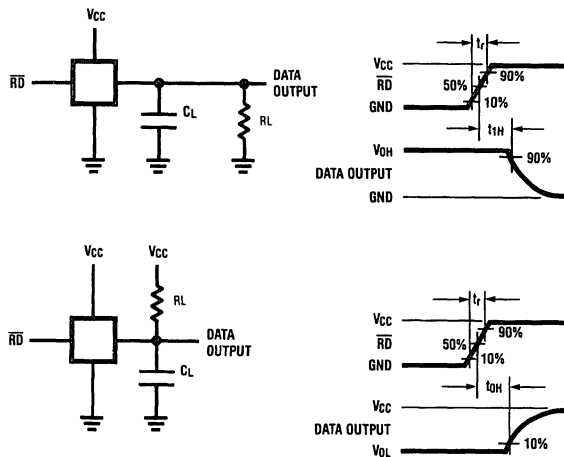 VCC
RD
DATA
OUTPUT
CL
RL
tr
VCC
90%
RD
50%
10%
GND
t1H
VOH
90%
DATA OUTPUT
GND
VCC
VCC
RL
RD
DATA
OUTPUT
CL
tr
VCC
90%
RD
50%
10%
GND
t0H
VCC
DATA OUTPUT
10%
VOL